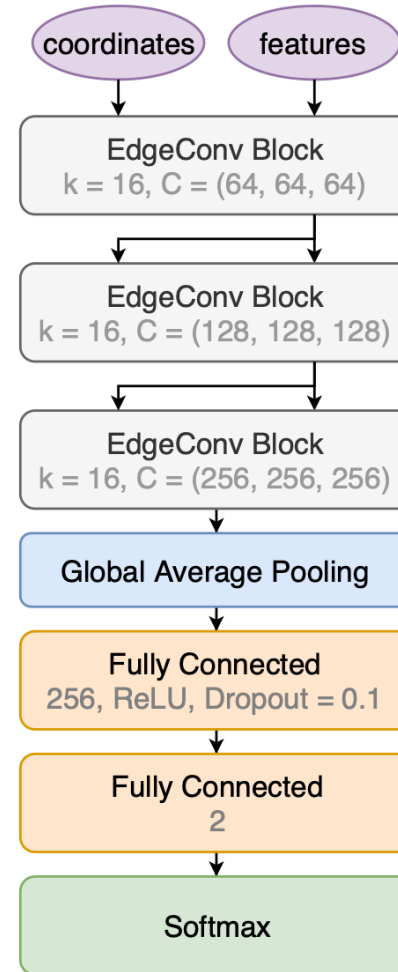 coordinates
features
EdgeConv Block
k = 16, C = (64, 64, 64)
EdgeConv Block
k = 16, C = (128, 128, 128)
EdgeConv Block
k = 16, C = (256, 256, 256)
Global Average Pooling
Fully Connected
256, ReLU, Dropout = 0.1
Fully Connected
2
Softmax